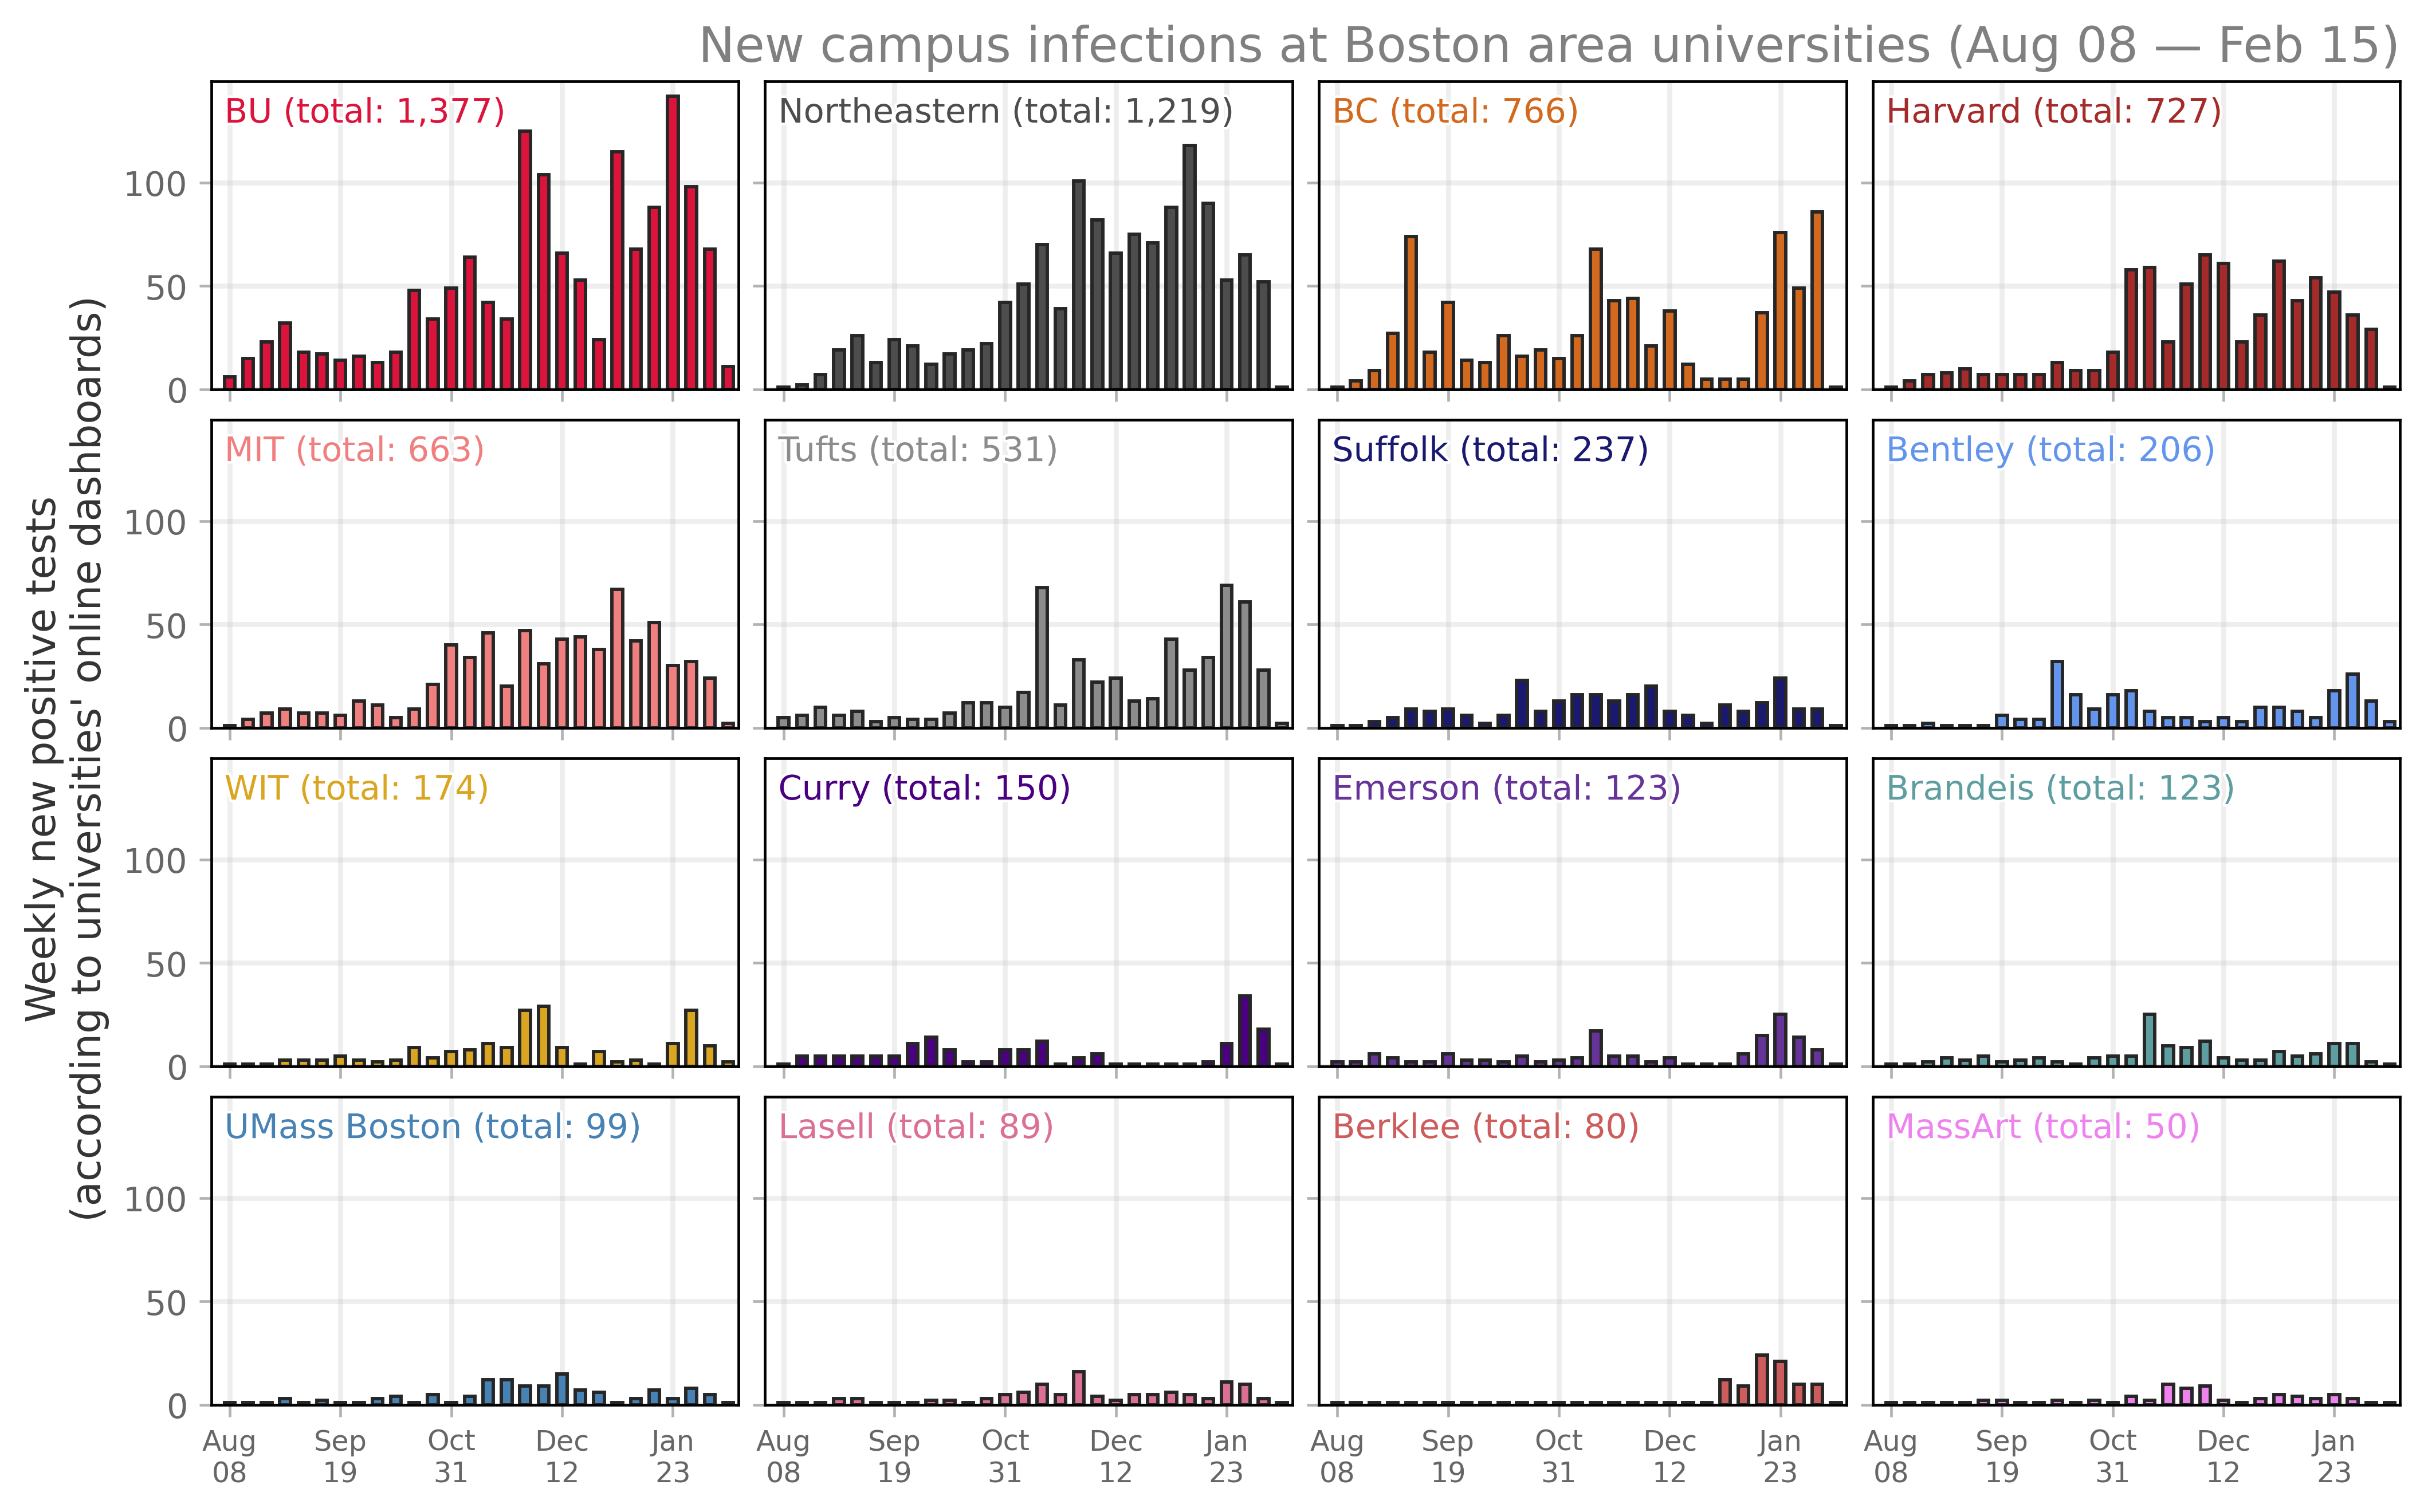 New campus infections at Boston area universities (Aug 08 — Feb 15)
Weekly new positive tests
(according to universities' online dashboards)
BU (total: 1,377)
Northeastern (total: 1,219)
BC (total: 766)
Harvard (total: 727)
100
50
0
MIT (total: 663)
Tufts (total: 531)
Suffolk (total: 237)
Bentley (total: 206)
100
50
0
WIT (total: 174)
Curry (total: 150)
Emerson (total: 123)
Brandeis (total: 123)
100
50
0
UMass Boston (total: 99)
Lasell (total: 89)
Berklee (total: 80)
MassArt (total: 50)
100
50
0
Aug Sep Oct Dec Jan Aug Sep Oct Dec Jan Aug Sep Oct Dec Jan Aug Sep Oct Dec Jan
08 19 31 12 23 08 19 31 12 23 08 19 31 12 23 08 19 31 12 23